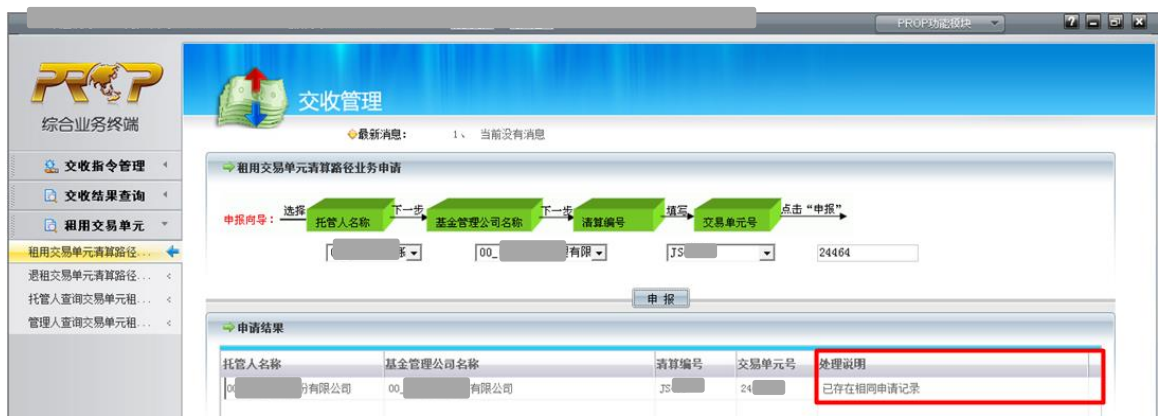 PROP功能模块
PROP
综合业务终端
交收管理
最新消息： 1、 当前没有消息
交收指令管理
交收结果查询
租用交易单元
租用交易单元清算路径...
退租交易单元清算路径...
托管人查询交易单元租...
管理人查询交易单元租...
租用交易单元清算路径业务申请
申报向导： 选择 托管人名称 下一步 基金管理公司名称 下一步 清算编号 填写 交易单元号 点击“申报”
00_ 有限 JS 24464
申 报
申请结果
托管人名称 基金管理公司名称 清算编号 交易单元号 处理说明
份有限公司 00_ 有限公司 JS 24 已存在相同申请记录